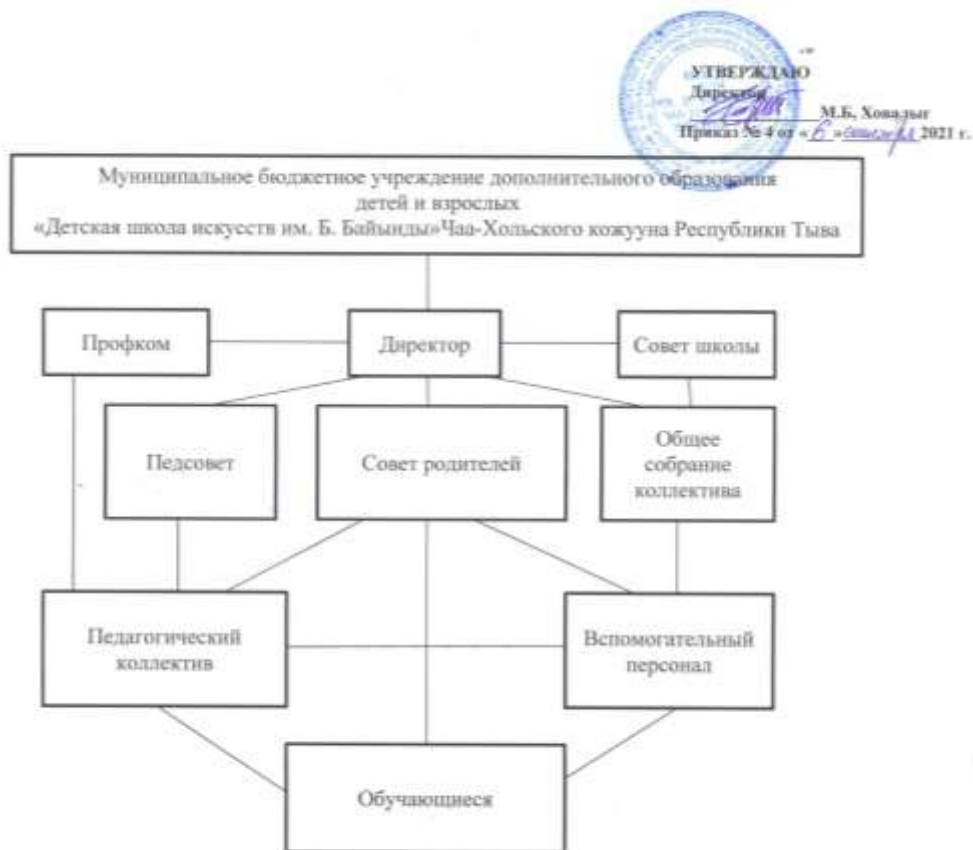 УТВЕРЖДАЮ
Директор
М.Б, Ховалыг
Приказ № 4 от « 6 » 2021 г.
Муниципальное бюджетное учреждение дополнительного образования
детей и взрослых
«Детская школа искусств им. Б. Байынды»Чаа-Хольского кожууна Республики Тыва
Профком
Директор
Совет школы
Педсовет
Совет родителей
Общее
собрание
коллектива
Педагогический
коллектив
Вспомогательный
персонал
Обучающиеся